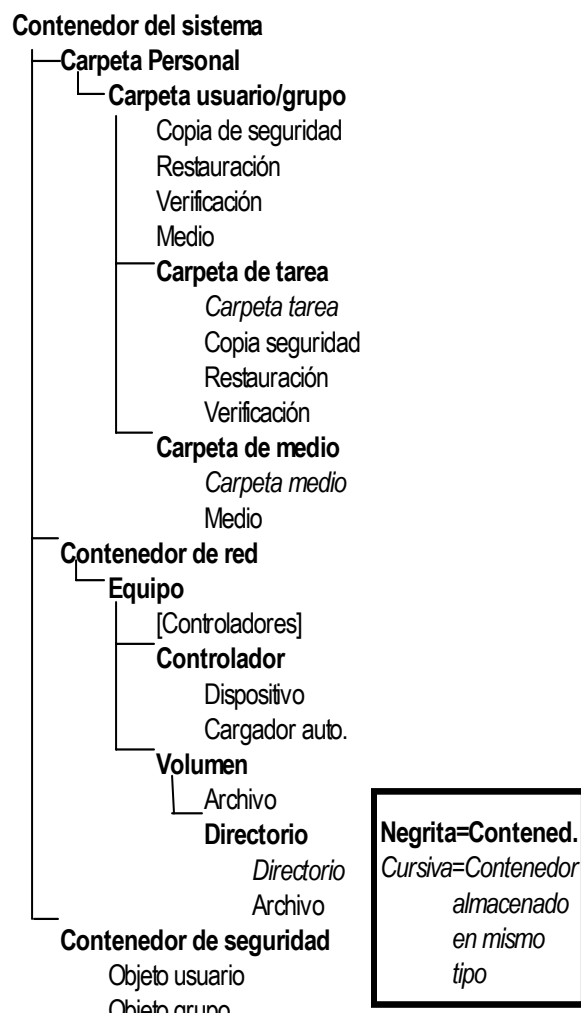 Contenedor del sistema
Carpeta Personal
Carpeta usuario/grupo
Copia de seguridad
Restauración
Verificación
Medio
Carpeta de tarea
Carpeta tarea
Copia seguridad
Restauración
Verificación
Carpeta de medio
Carpeta medio
Medio
Contenedor de red
Equipo
[Controladores]
Controlador
Dispositivo
Cargador auto.
Volumen
Archivo
Directorio
Directorio
Archivo
Contenedor de seguridad
Objeto usuario
Objeto grupo
Negrita=Contened.
Cursiva=Contenedor
almacenado
en mismo
tipo